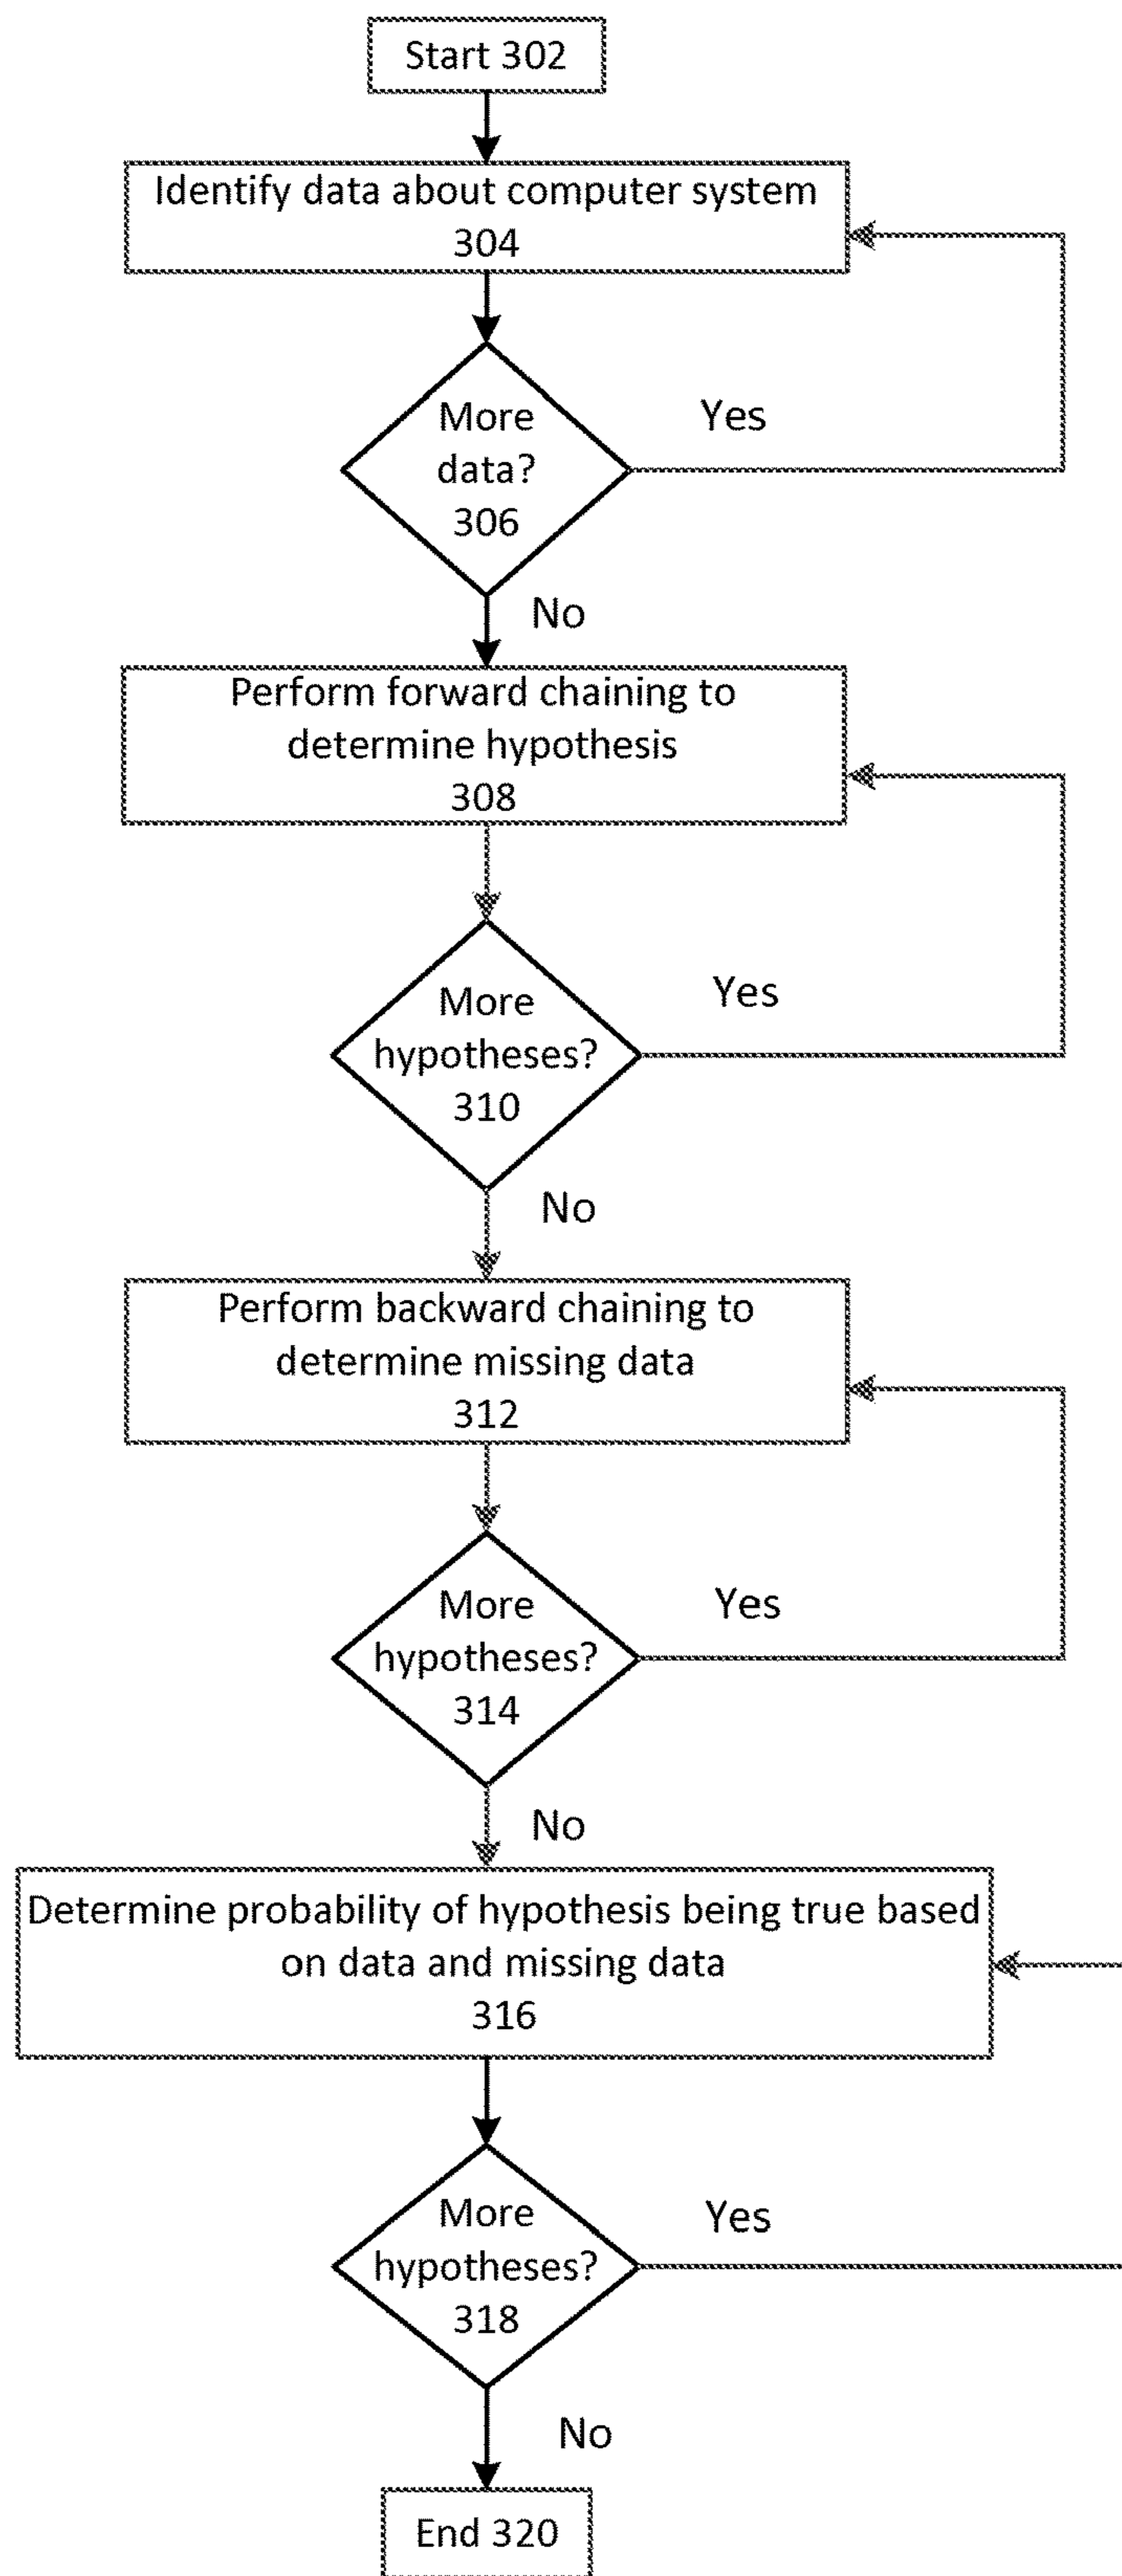 Start 302
Identify data about computer system
304
More
data?
306
Yes
No
Perform forward chaining to
determine hypothesis
308
More
hypotheses?
310
Yes
No
Perform backward chaining to
determine missing data
312
More
hypotheses?
314
Yes
No
Determine probability of hypothesis being true based
on data and missing data
316
More
hypotheses?
318
Yes
No
End 320